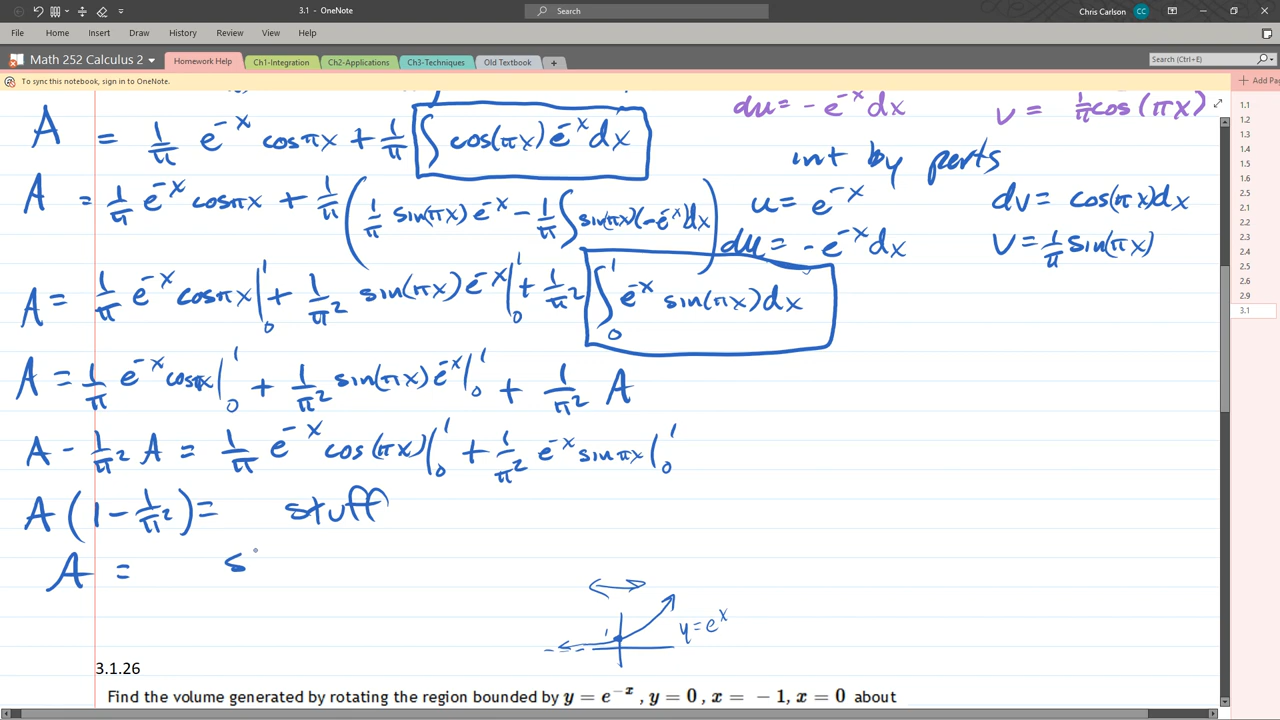 3.1 - OneNote
Search
Chris Carlson
CC
File Home Insert Draw History Review View Help
Math 252 Calculus 2
Homework Help Ch1-Integration Ch2-Applications Ch3-Techniques Old Textbook +
Search (Ctrl+E)
To sync this notebook, sign in to OneNote.
Add Pag
1.1
1.2
1.3
1.4
1.5
1.6
2.5
2.1
2.2
2.3
2.4
2.5
2.6
2.9
3.1
du = - e^-x dx v = 1/π cos (πx)
A = 1/π e^-x cos πx + 1/π ∫ cos(πx) e^-x dx
int by parts
A = 1/π e^-x cos πx + 1/π ( 1/π sin(πx) e^-x - 1/π ∫ sin(πx)(-e^-x)dx )
u = e^-x dv = cos(πx)dx
du = - e^-x dx v = 1/π sin(πx)
A = 1/π e^-x cos πx |_0^1 + 1/π² sin(πx) e^-x |_0^1 + 1/π² ∫_0^1 e^-x sin(πx) dx
A = 1/π e^-x cos πx |_0^1 + 1/π² sin(πx) e^-x |_0^1 + 1/π² A
A - 1/π² A = 1/π e^-x cos (πx) |_0^1 + 1/π² e^-x sin πx |_0^1
A ( 1 - 1/π² ) = stuff
A = s
1
y = e^x
3.1.26
Find the volume generated by rotating the region bounded by y = e^-x , y = 0 , x = - 1, x = 0 about